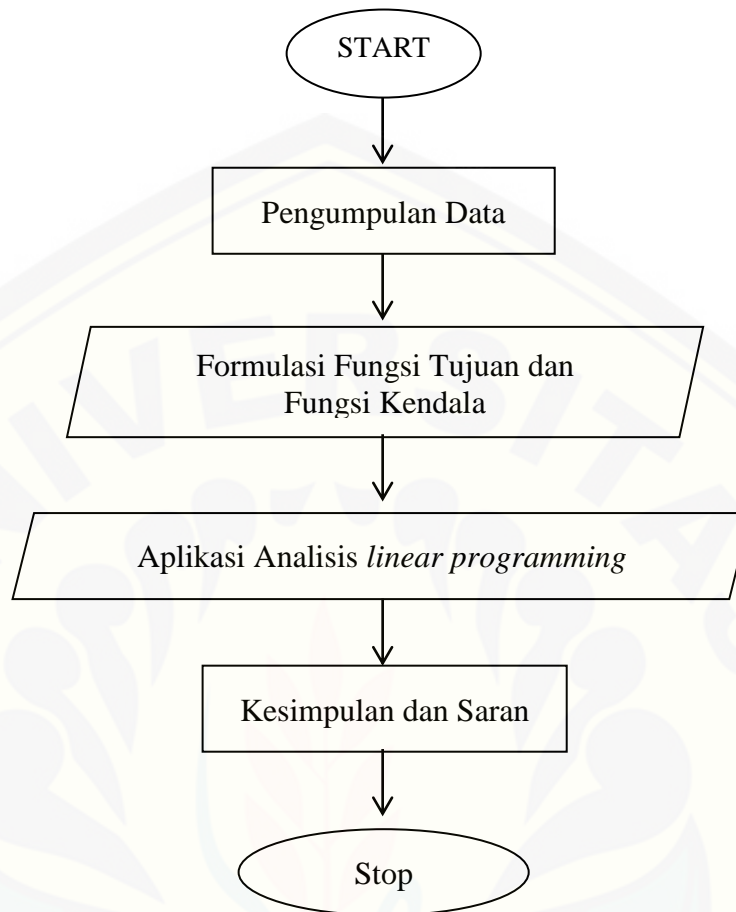 START
Pengumpulan Data
Formulasi Fungsi Tujuan dan
Fungsi Kendala
Aplikasi Analisis linear programming
Kesimpulan dan Saran
Stop